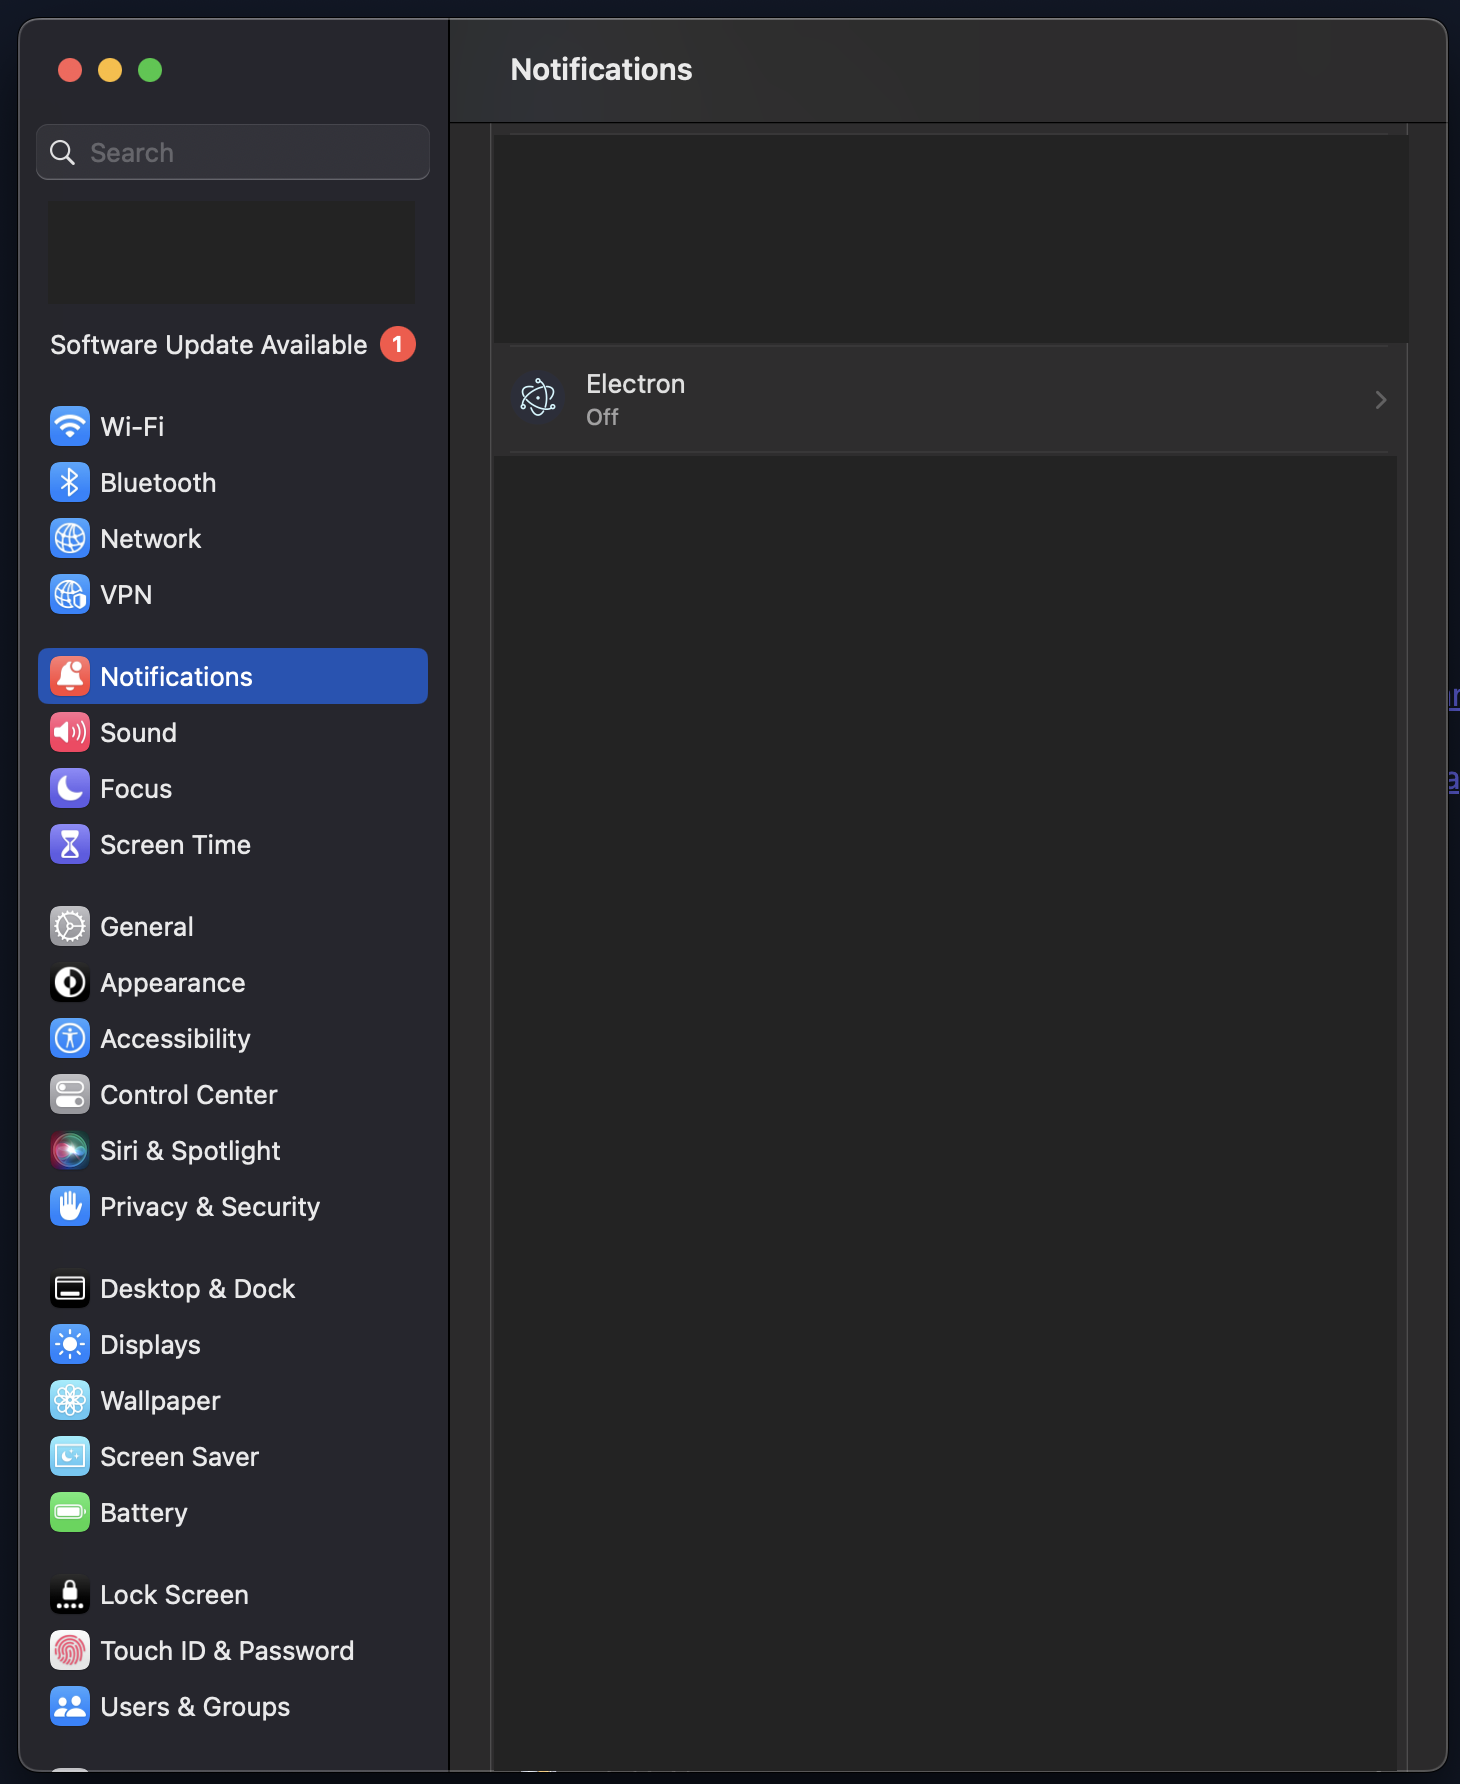 Notifications
Search
Software Update Available 1
Electron
Off
Wi-Fi
Bluetooth
Network
VPN
Notifications
Sound
Focus
Screen Time
General
Appearance
Accessibility
Control Center
Siri & Spotlight
Privacy & Security
Desktop & Dock
Displays
Wallpaper
Screen Saver
Battery
Lock Screen
Touch ID & Password
Users & Groups